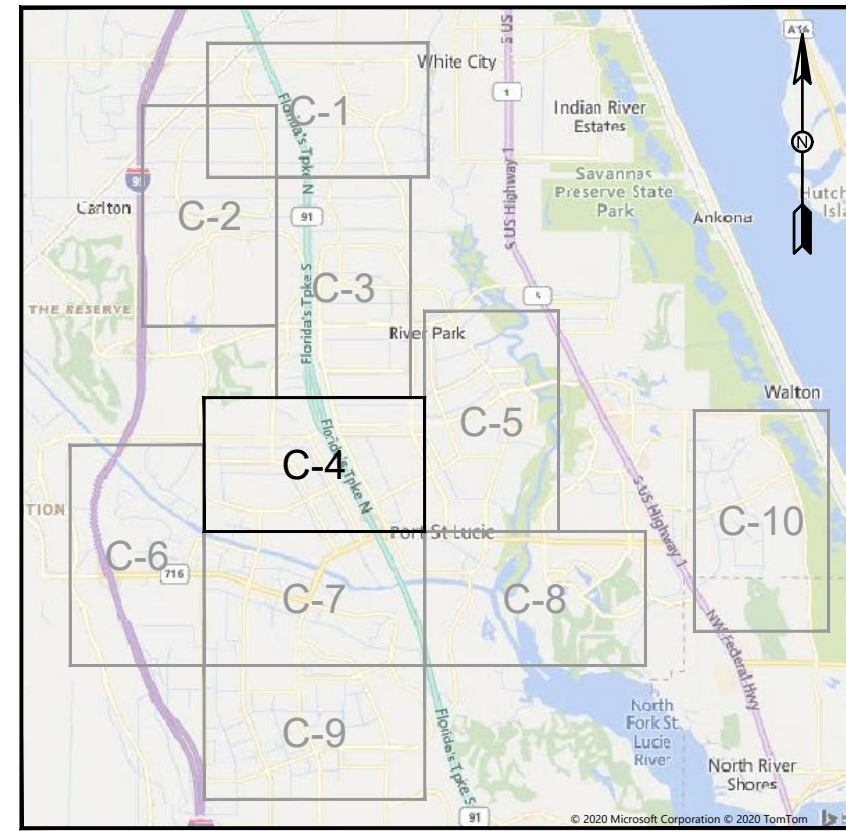 White City
S US
A1A
1
C-1
Florida's Tpke N
Indian River
Estates
Savannas
Preserve State
Park
95
Carlton
C-2
91
S US Highway 1
Ankona
Hutch
Isla
C-3
5
THE RESERVE
Florida's Tpke S
River Park
Walton
C-5
C-4
Florida's Tpke N
TION
S US Highway 1
C-10
Port St Lucie
C-6
716
C-7
C-8
NW Federal Hwy
North
Fork St
Lucie
River
C-9
Florida's Tpke S
North River
Shores
91
© 2020 Microsoft Corporation © 2020 TomTom
N